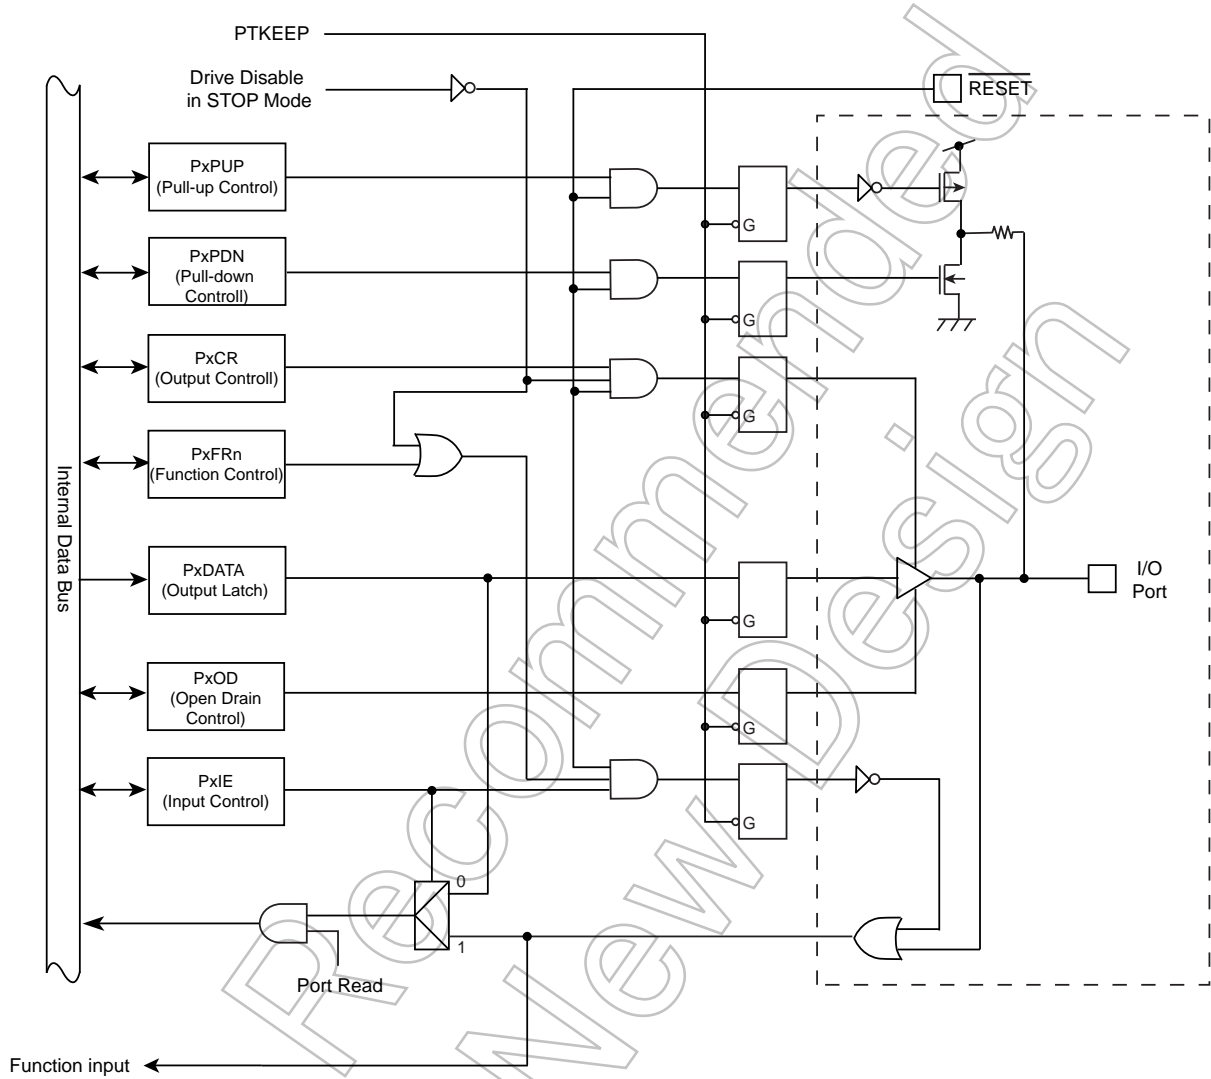 PTKEEP
Drive Disable
in STOP Mode
RESET
PxPUP
(Pull-up Control)
G
PxPDN
(Pull-down
Controll)
G
PxCR
(Output Controll)
G
PxFRn
(Function Control)
Internal Data Bus
PxDATA
(Output Latch)
G
I/O
Port
PxOD
(Open Drain
Control)
G
PxIE
(Input Control)
G
0
1
Port Read
Function input
Recommended
New Design